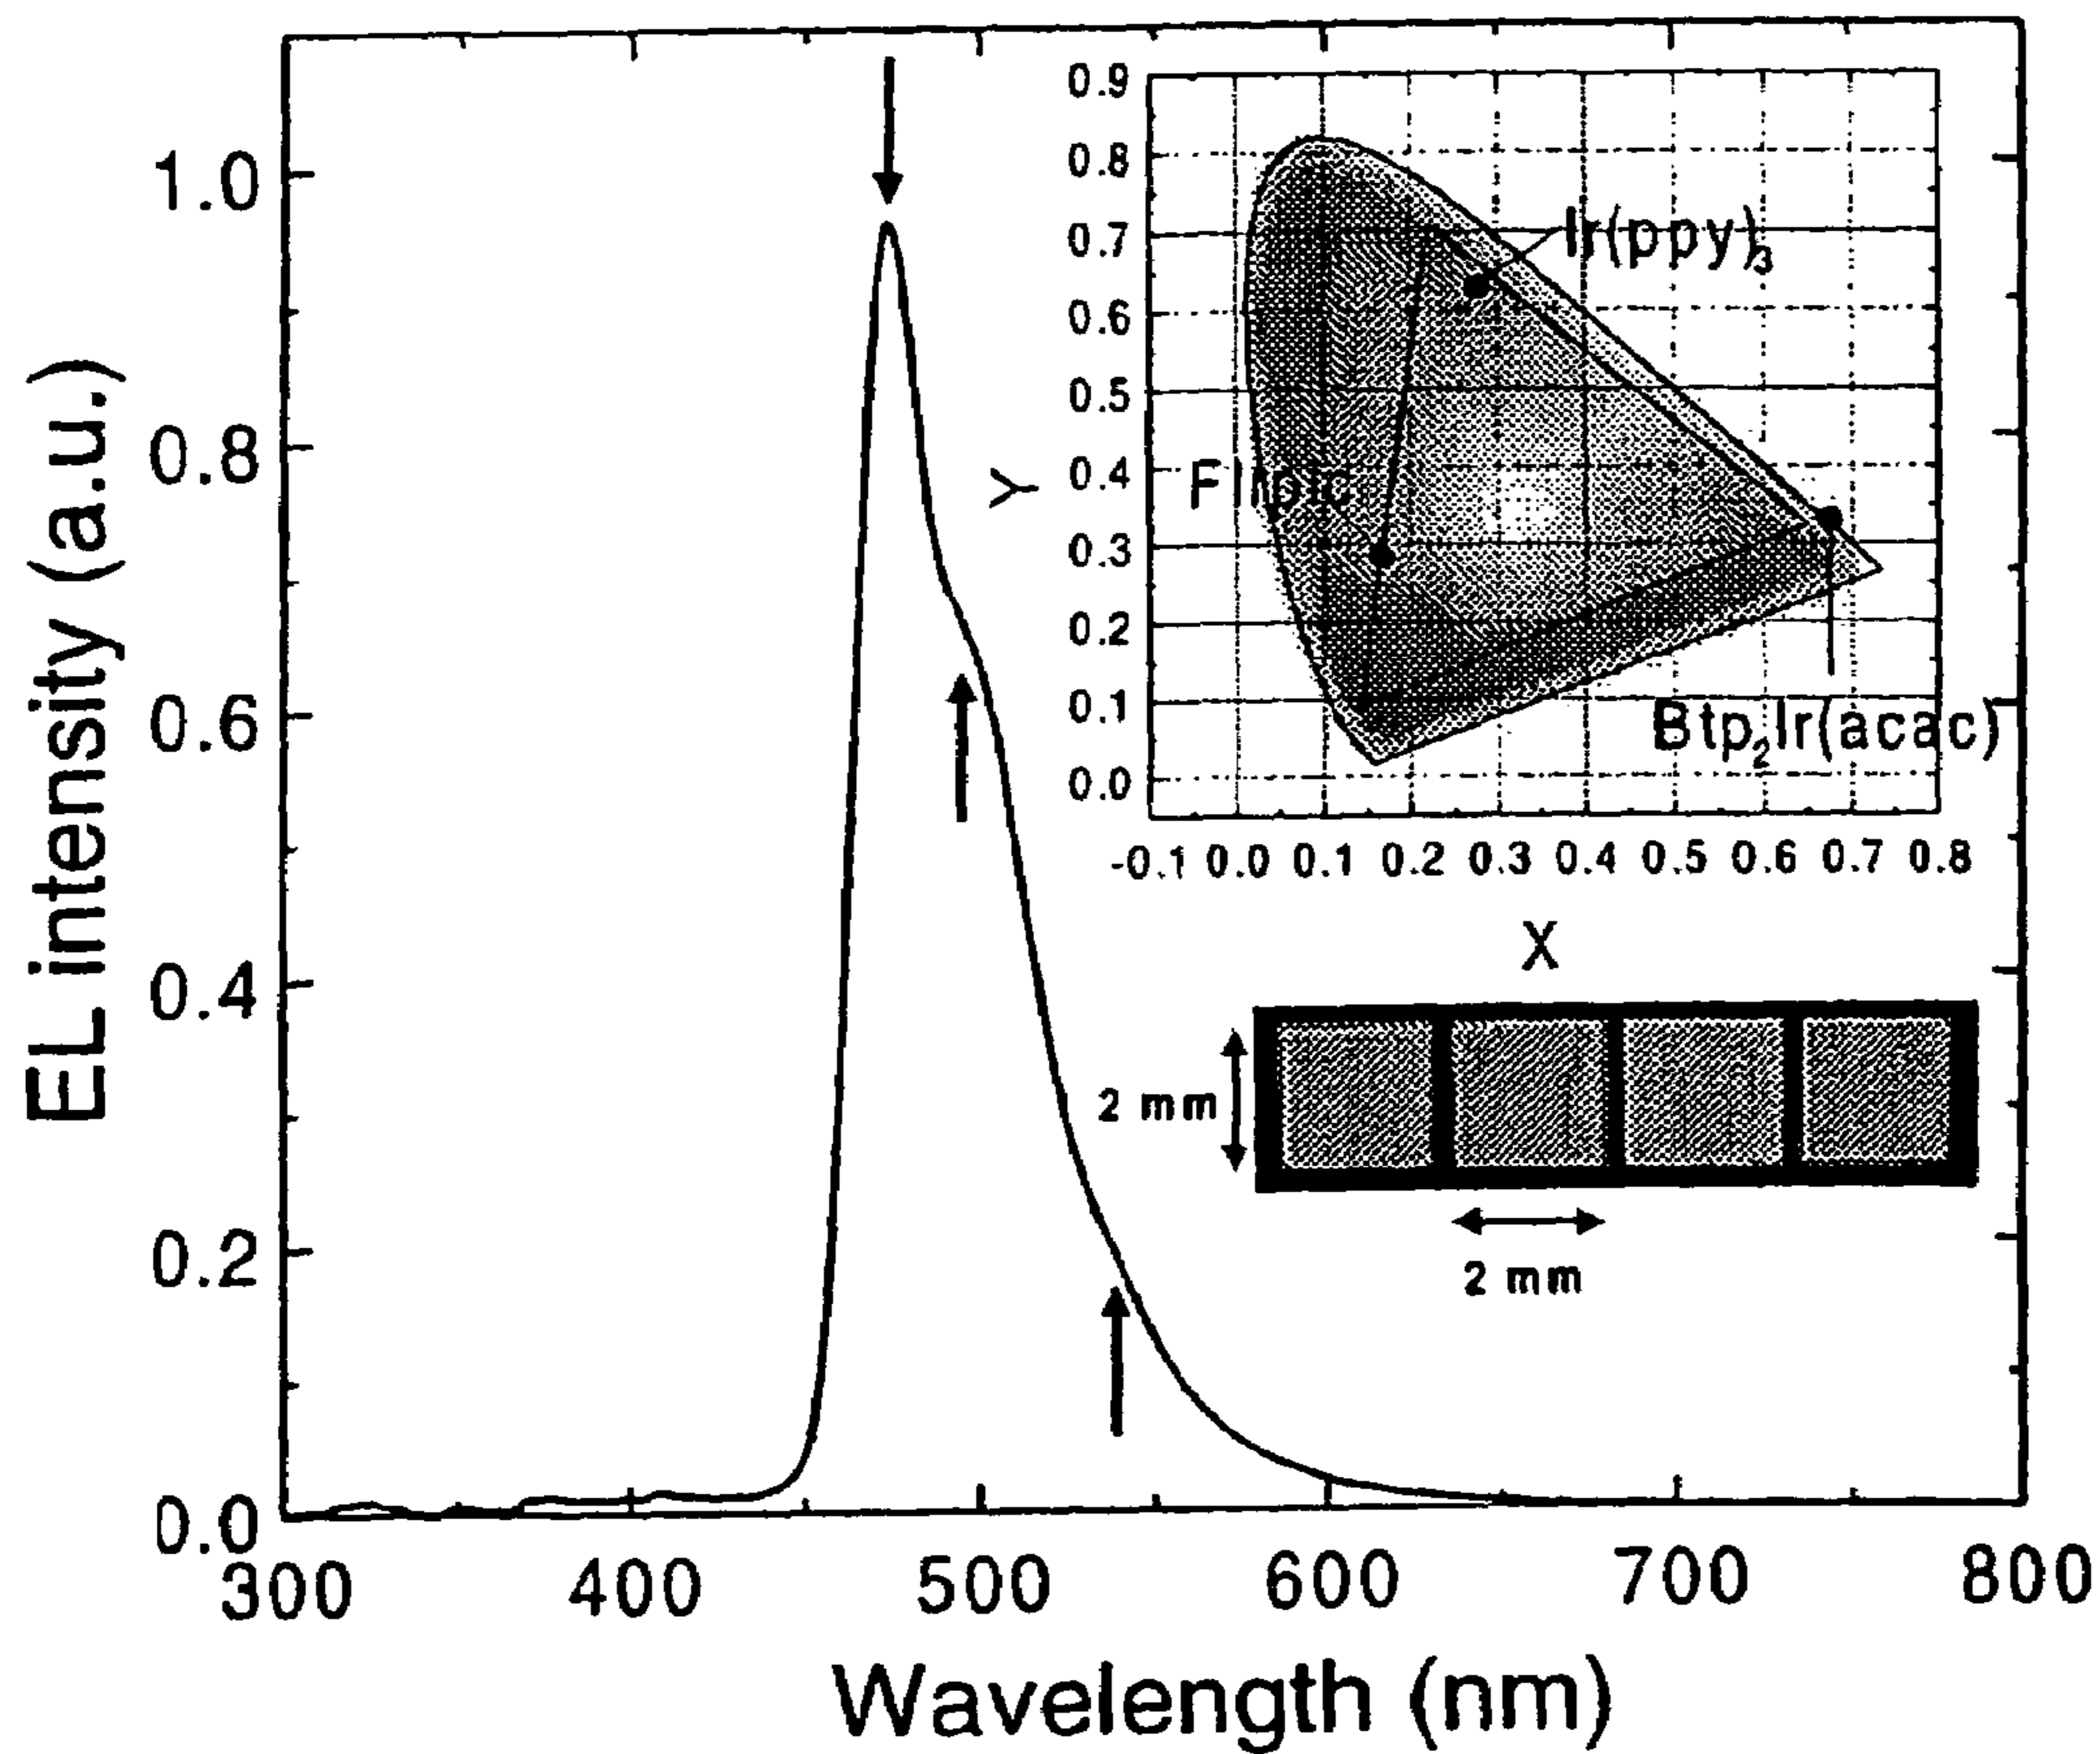 EL intensity (a.u.)
1.0
0.8
0.6
0.4
0.2
0.0
300 400 500 600 700 800
Wavelength (nm)
Y
0.9
0.8
0.7
0.6
0.5
0.4
0.3
0.2
0.1
0.0
-0.1 0.0 0.1 0.2 0.3 0.4 0.5 0.6 0.7 0.8
X
Ir(ppy)₃
FIrpic
Btp₂Ir(acac)
2 mm
2 mm